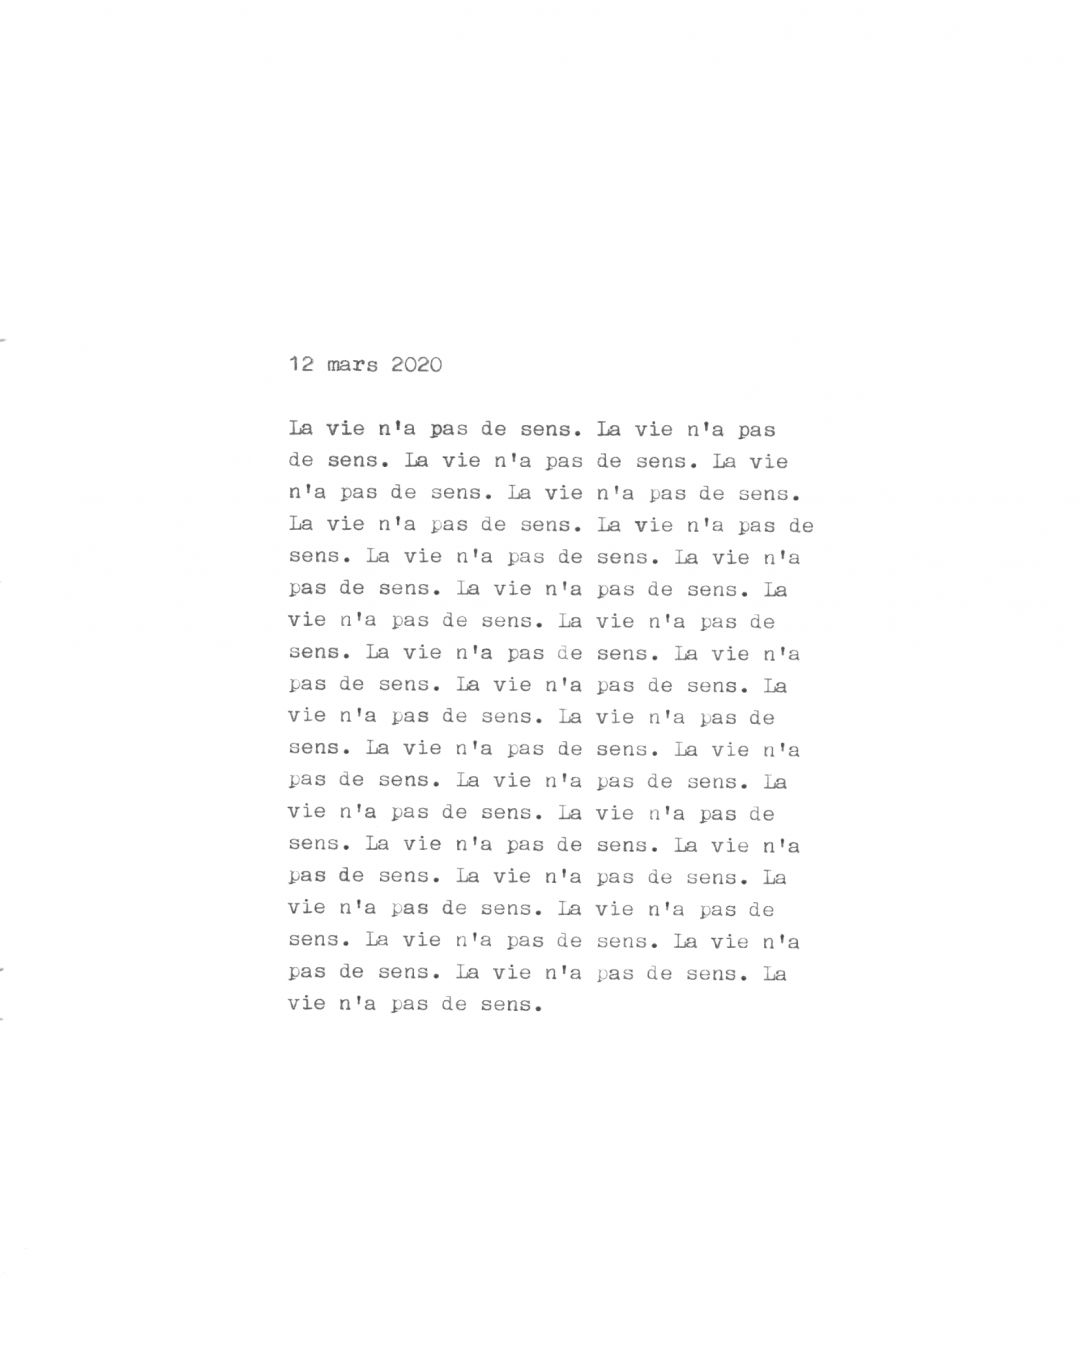 12 mars 2020
La vie n'a pas de sens. La vie n'a pas
de sens. La vie n'a pas de sens. La vie
n'a pas de sens. La vie n'a pas de sens.
La vie n'a pas de sens. La vie n'a pas de
sens. La vie n'a pas de sens. La vie n'a
pas de sens. La vie n'a pas de sens. La
vie n'a pas de sens. La vie n'a pas de
sens. La vie n'a pas de sens. La vie n'a
pas de sens. La vie n'a pas de sens. La
vie n'a pas de sens. La vie n'a pas de
sens. La vie n'a pas de sens. La vie n'a
pas de sens. La vie n'a pas de sens. La
vie n'a pas de sens. La vie n'a pas de
sens. La vie n'a pas de sens. La vie n'a
pas de sens. La vie n'a pas de sens. La
vie n'a pas de sens. La vie n'a pas de
sens. La vie n'a pas de sens. La vie n'a
pas de sens. La vie n'a pas de sens. La
vie n'a pas de sens.